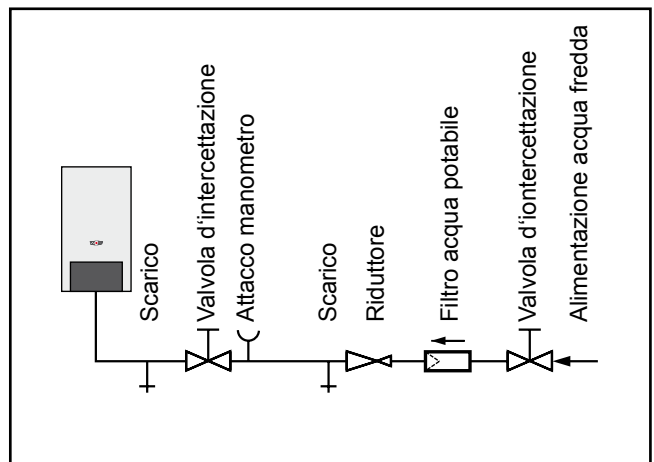 Scarico
Valvola d'intercettazione
Attacco manometro
Scarico
Riduttore
Filtro acqua potabile
Valvola d'iontercettazione
Alimentazione acqua fredda